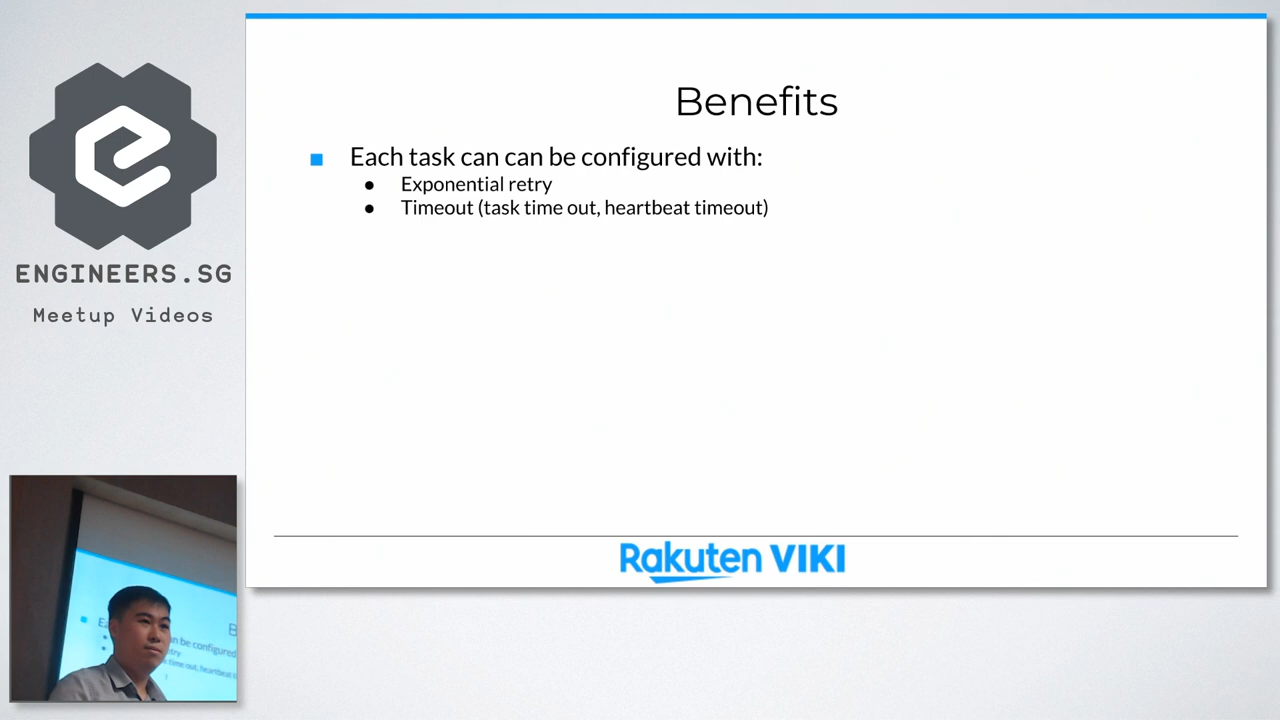 ENGINEERS.SG
Meetup Videos
Benefits
Each task can can be configured with:
Exponential retry
Timeout (task time out, heartbeat timeout)
Rakuten VIKI